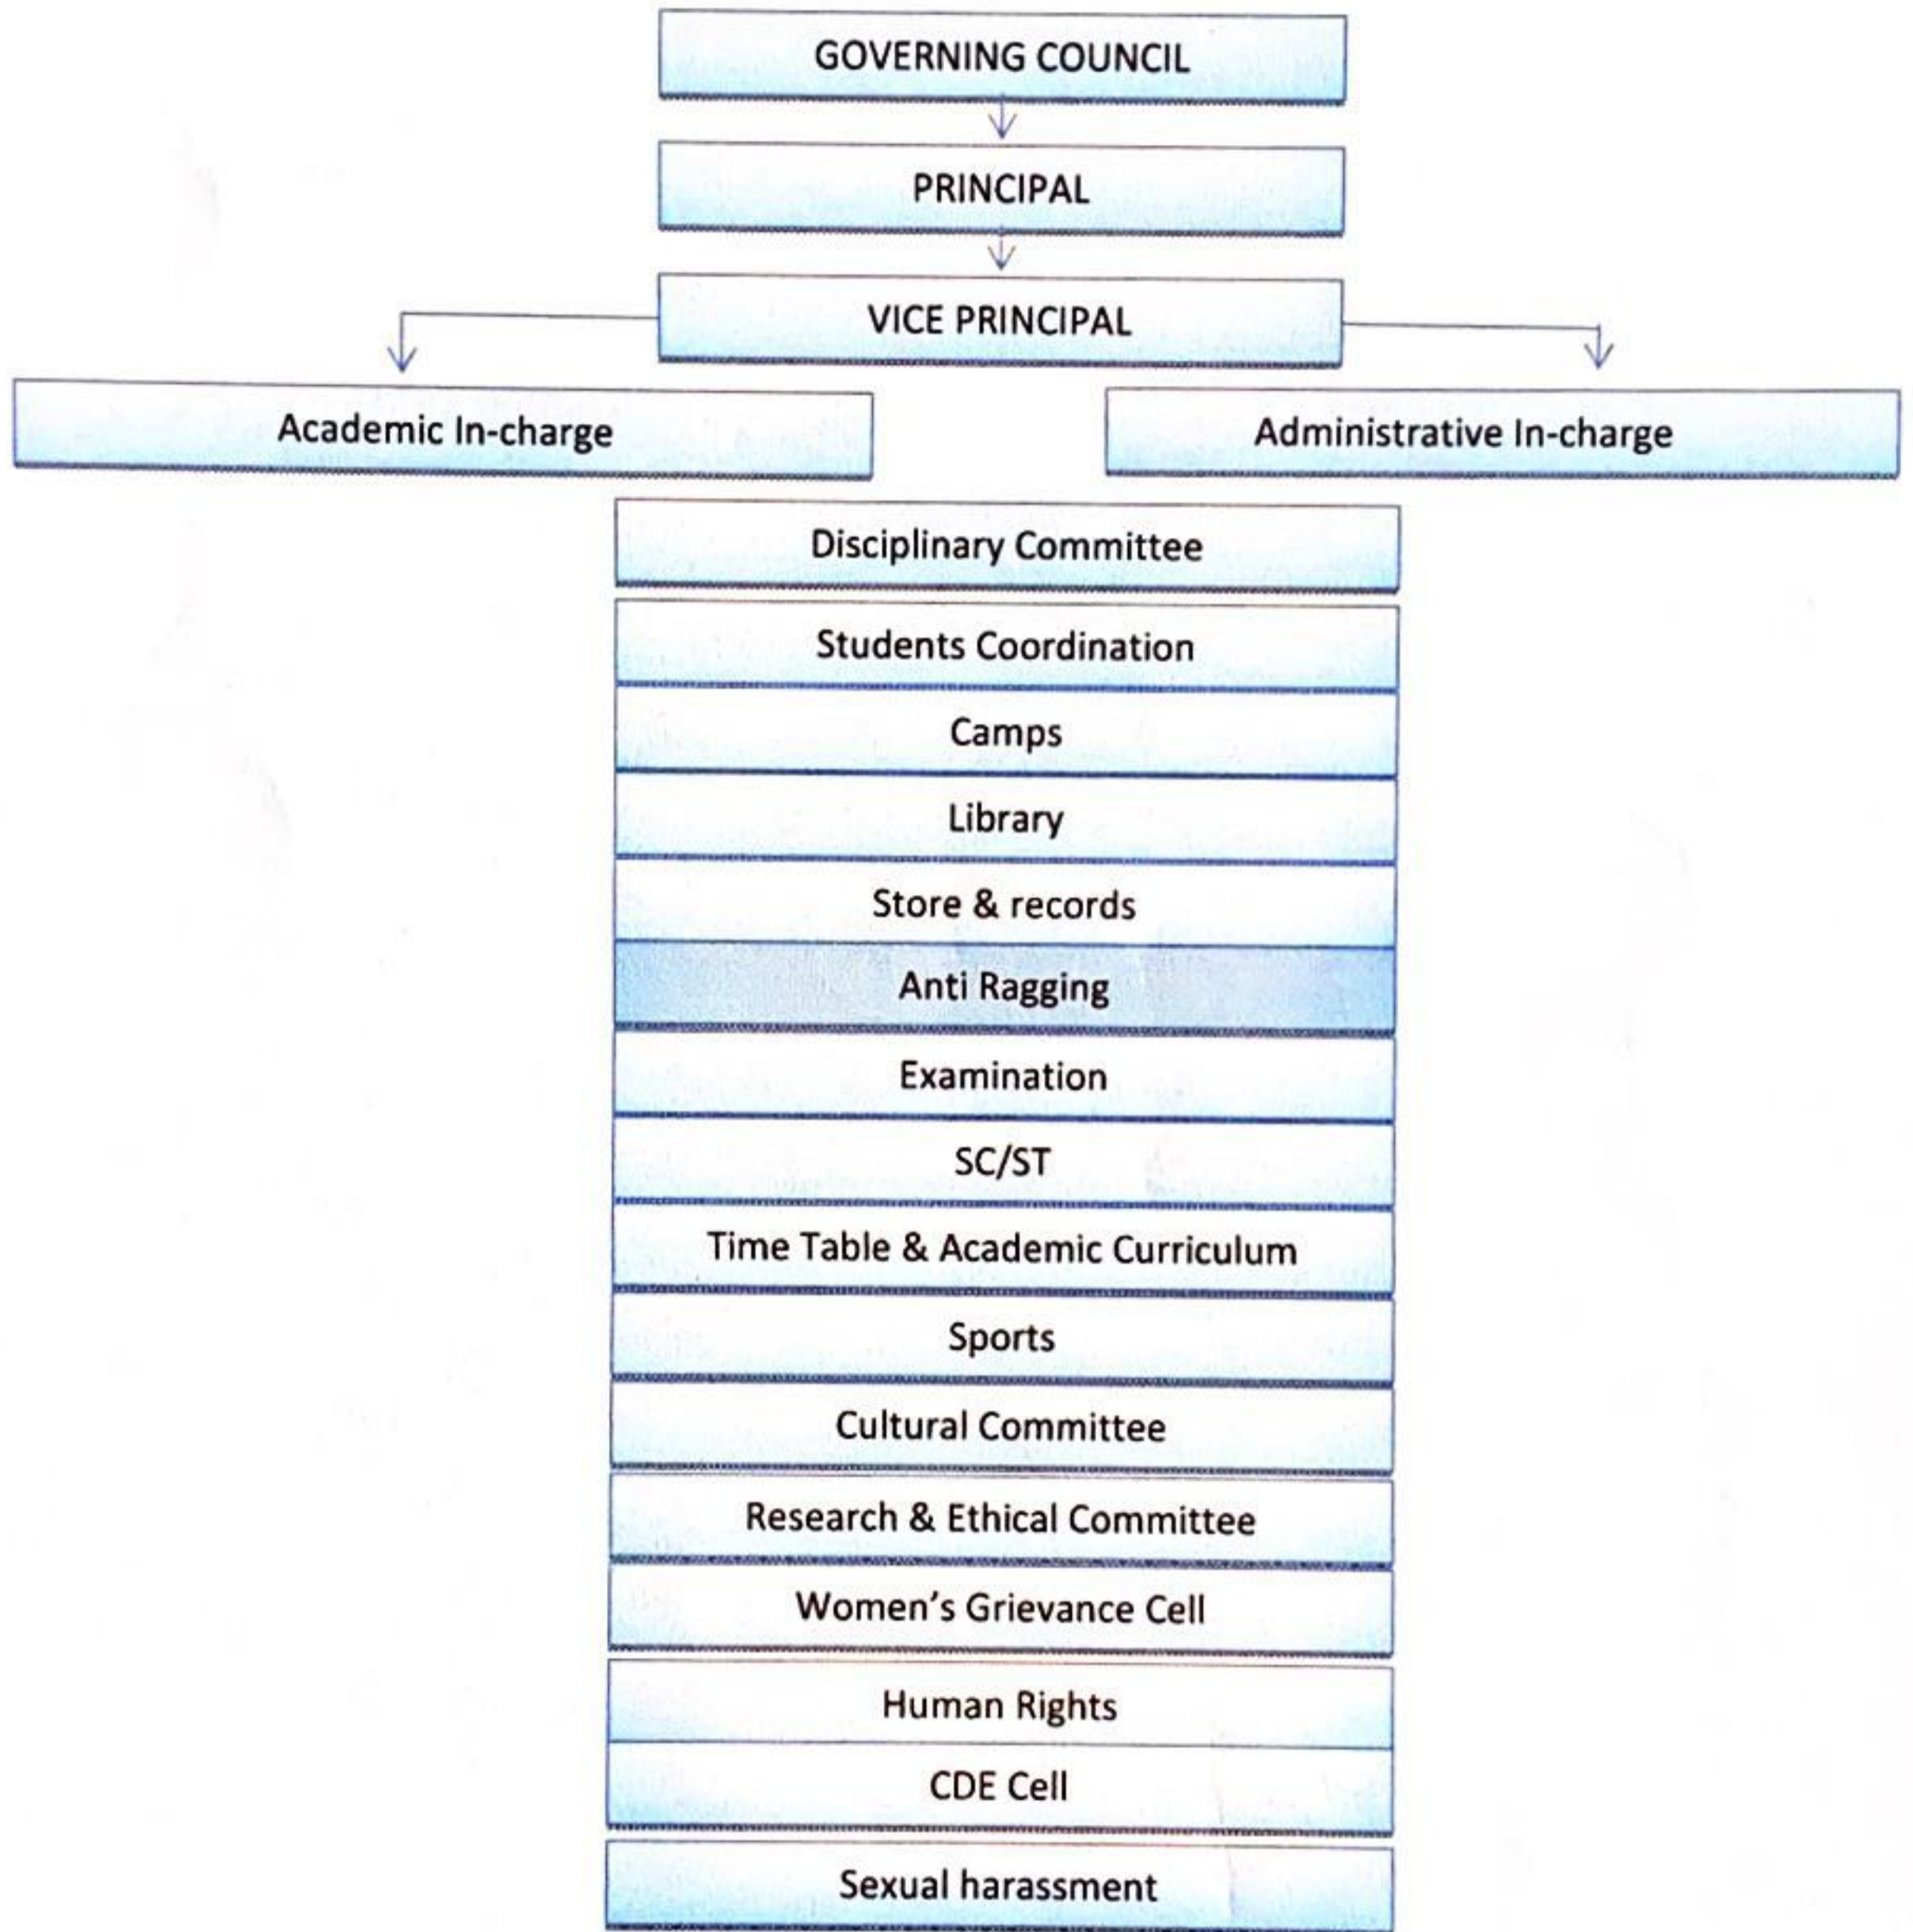 GOVERNING COUNCIL
PRINCIPAL
VICE PRINCIPAL
Academic In-charge
Administrative In-charge
Disciplinary Committee
Students Coordination
Camps
Library
Store & records
Anti Ragging
Examination
SC/ST
Time Table & Academic Curriculum
Sports
Cultural Committee
Research & Ethical Committee
Women's Grievance Cell
Human Rights
CDE Cell
Sexual harassment